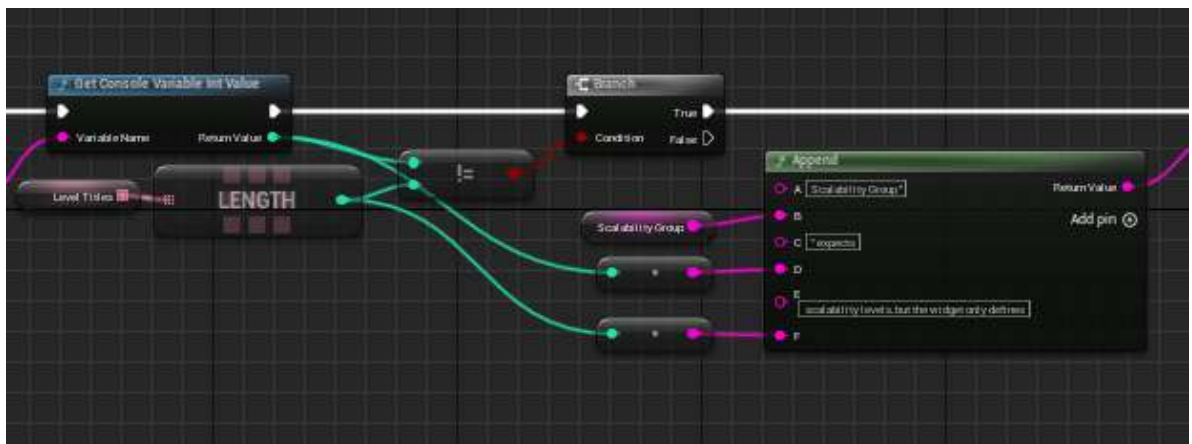 Get Console Variable Int Value
Branch
Variable Name
Return Value
True
Condition
False
!=
Level Titles
LENGTH
Append
A
Scalability Group"
Return Value
B
Add pin
Scalability Group
C
" expects
D
E
scalability levels, but the widget only defines
F